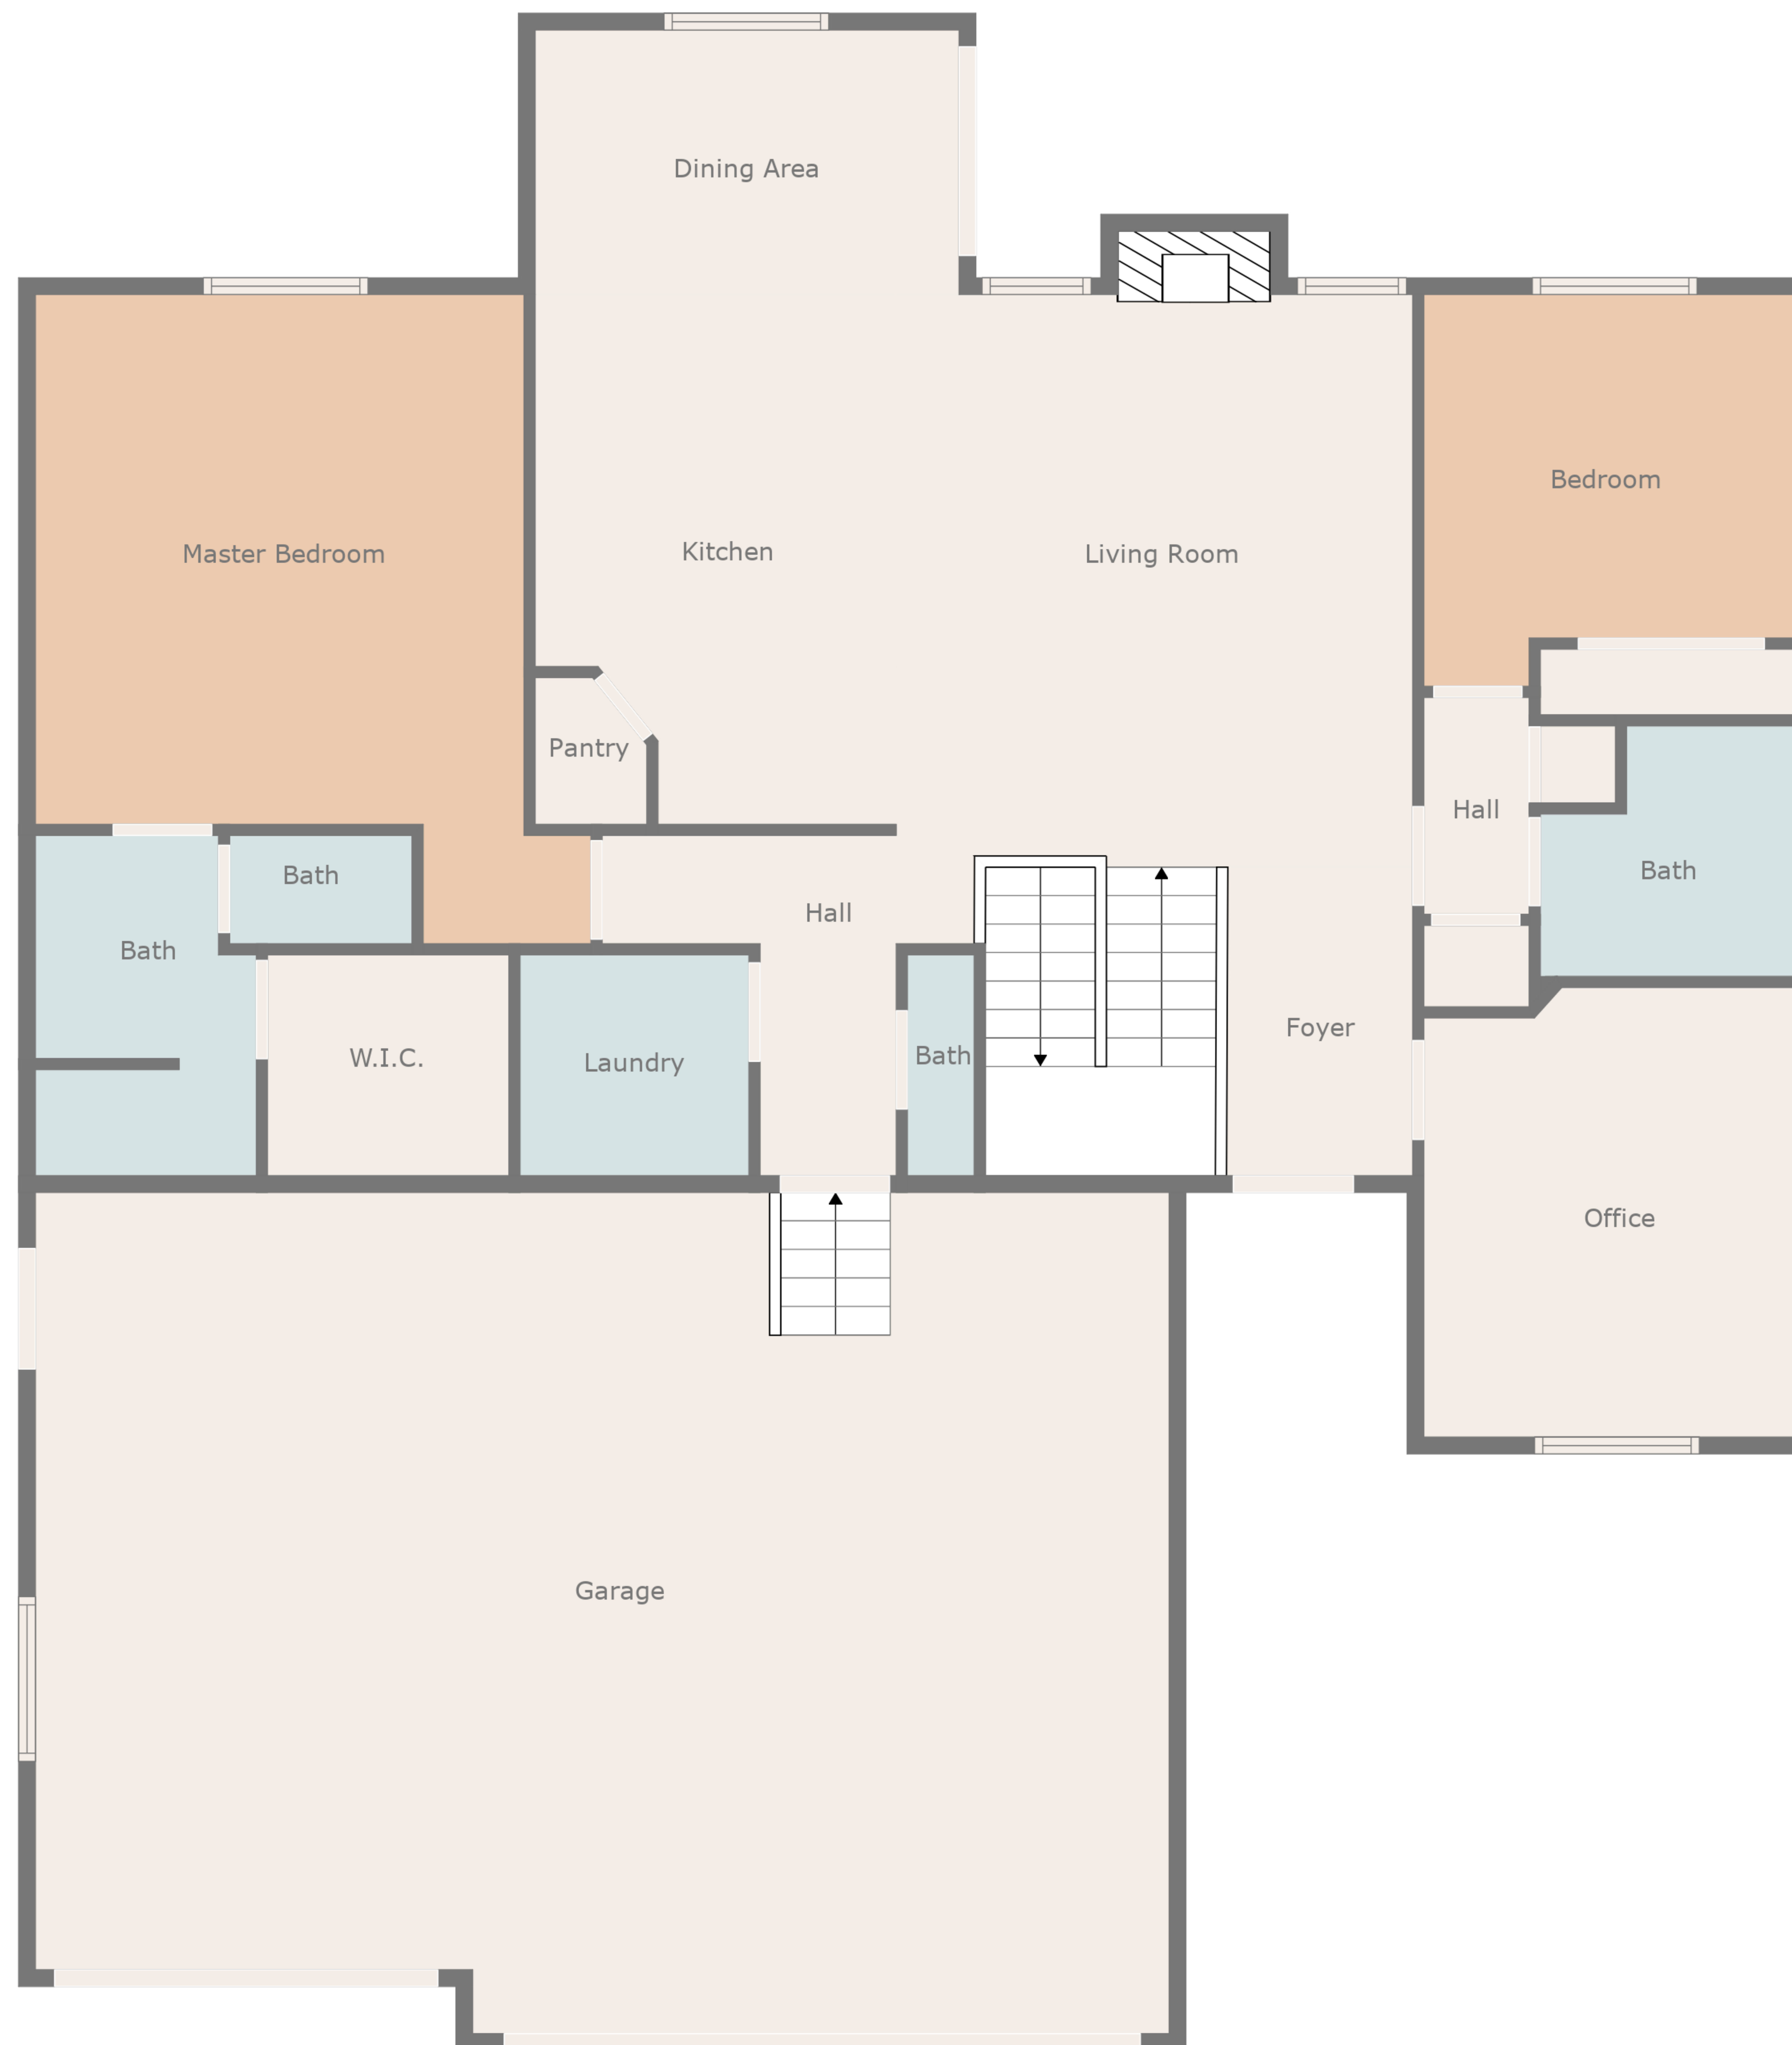 Dining Area
Bedroom
Master Bedroom
Kitchen
Living Room
Pantry
Hall
Bath
Bath
Hall
Bath
Foyer
W.I.C.
Laundry
Bath
Office
Garage